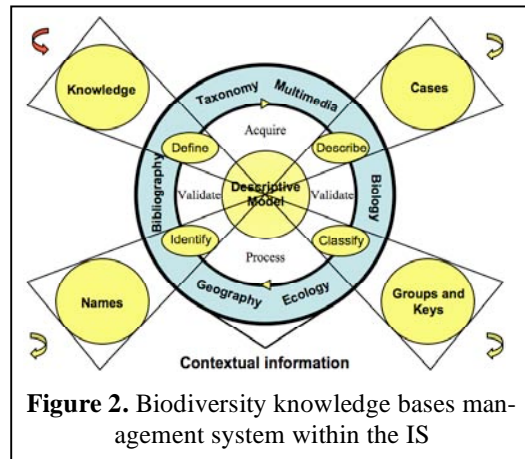 Knowledge
Cases
Taxonomy
Multimedia
Acquire
Define
Describe
Bibliography
Validate
Descriptive
Model
Validate
Biology
Identify
Classify
Process
Geography
Ecology
Names
Groups and
Keys
Contextual information
Figure 2. Biodiversity knowledge bases man-
agement system within the IS